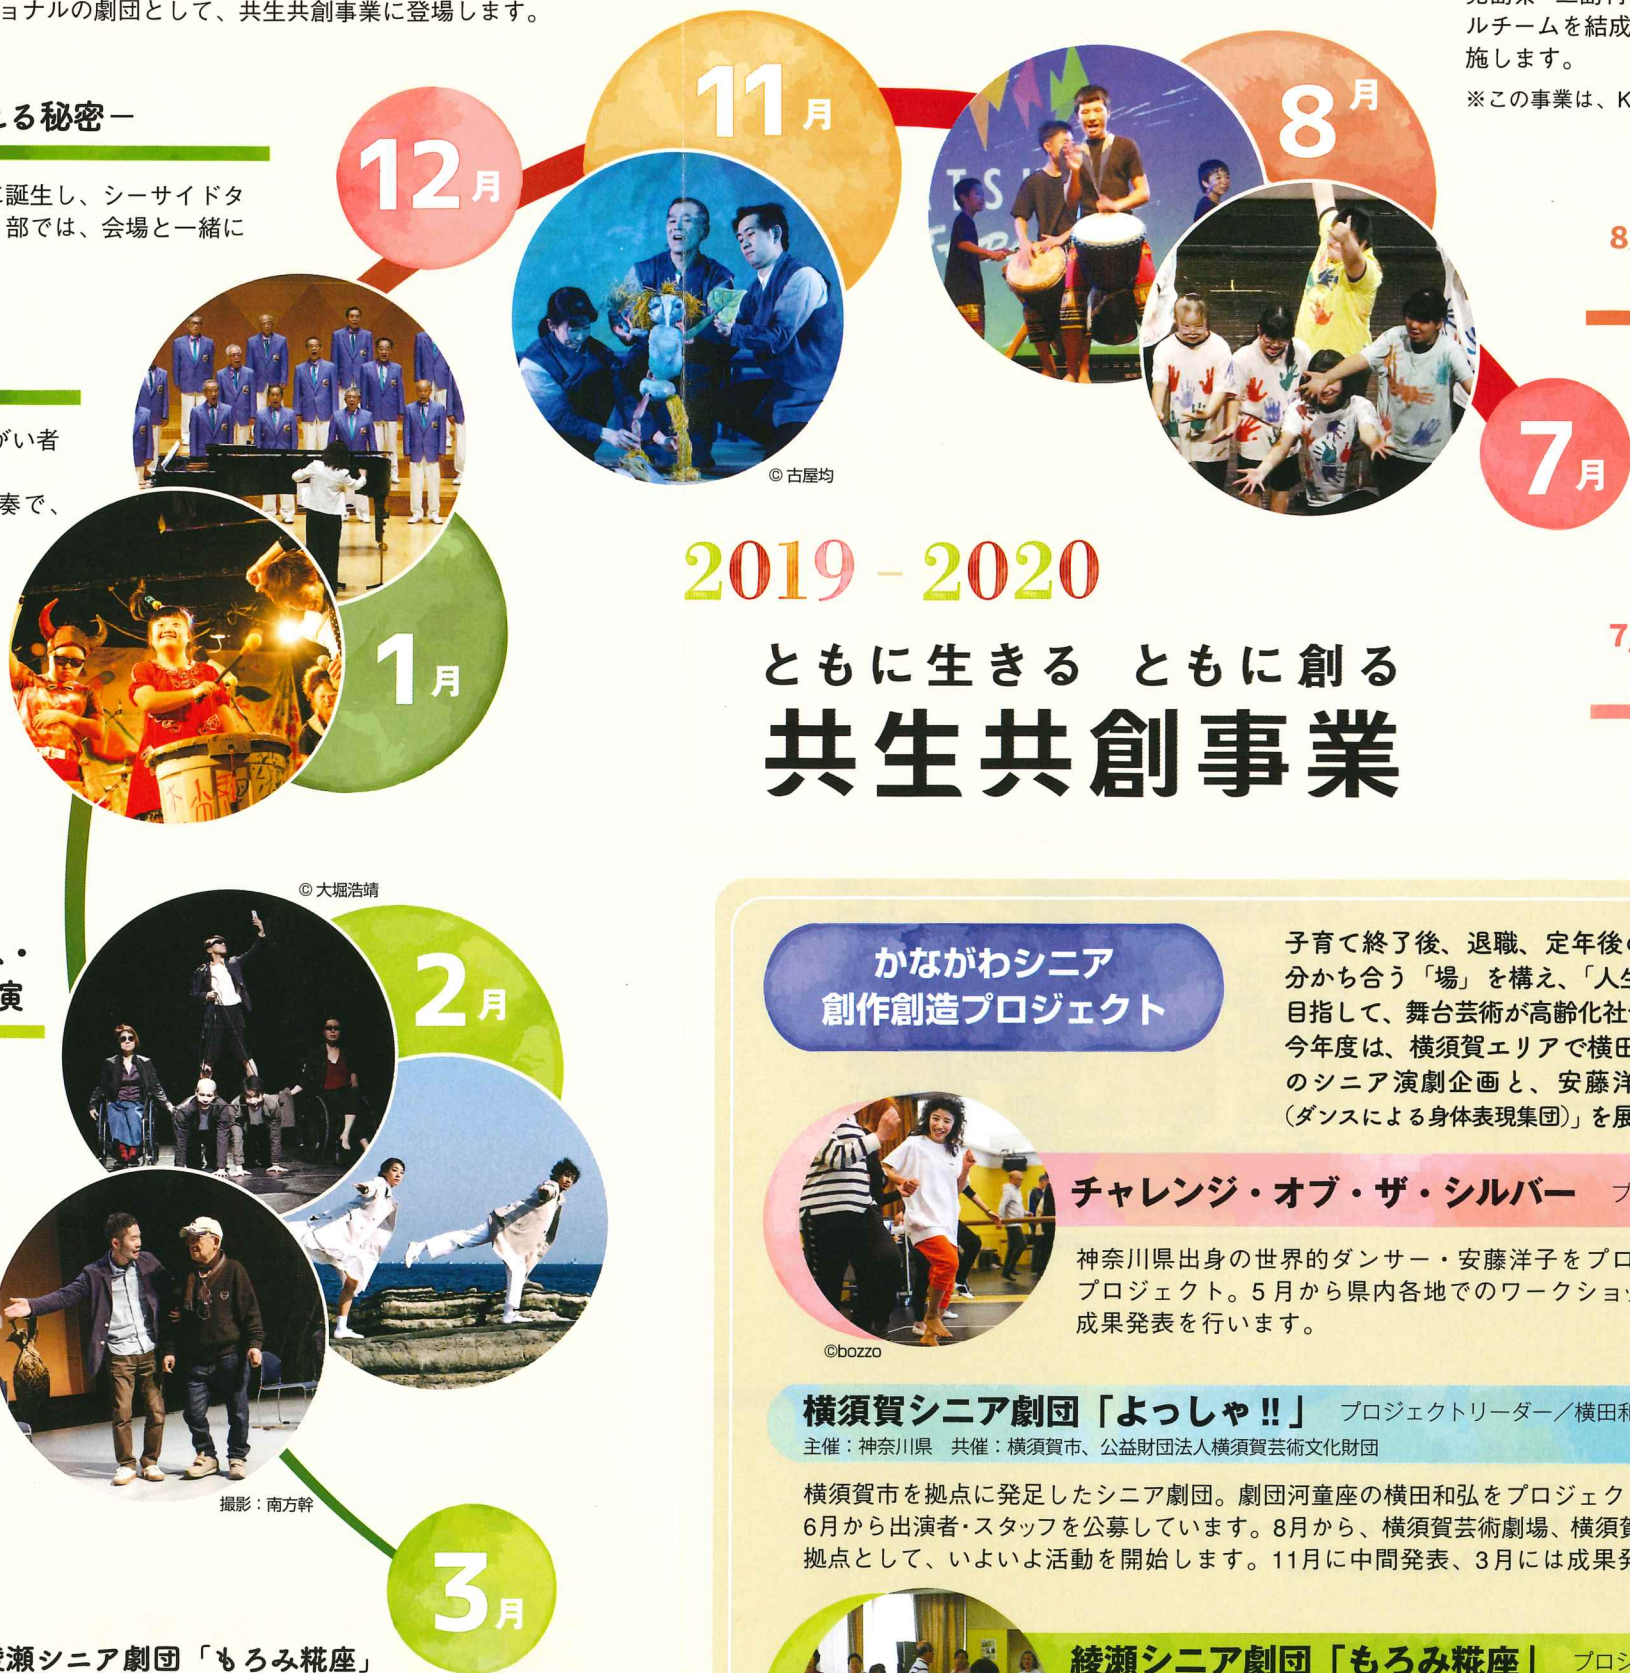 ョナルの劇団として、共生共創事業に登場します。
ルチームを結成
施します。
※この事業は、K
る秘密ー
誕生し、シーサイドタ
部では、会場と一緒に
がい者
奏で、
12月
11月
8月
7月
1月
2月
3月
©古屋均
2019-2020
ともに生きる ともに創る
共生共創事業
©大堀浩靖
演
撮影:南方幹
瀬シニア劇団「もろみ糀座」
かながわシニア
創作創造プロジェクト
子育て終了後、退職、定年後
分かち合う「場」を構え、「人生
目指して、舞台芸術が高齢化社
今年度は、横須賀エリアで横田
のシニア演劇企画と、安藤洋
(ダンスによる身体表現集団)」を展
チャレンジ・オブ・ザ・シルバー プ
神奈川県出身の世界的ダンサー・安藤洋子をプロ
プロジェクト。5月から県内各地でのワークショッ
成果発表を行います。
©bozzo
横須賀シニア劇団「よっしゃ!!」 プロジェクトリーダー/横田和
主催:神奈川県 共催:横須賀市、公益財団法人横須賀芸術文化財団
横須賀市を拠点に発足したシニア劇団。劇団河童座の横田和弘をプロジェク
6月から出演者・スタッフを公募しています。8月から、横須賀芸術劇場、横須賀
拠点として、いよいよ活動を開始します。11月に中間発表、3月には成果発
綾瀬シニア劇団「もろみ糀座」 プロジ